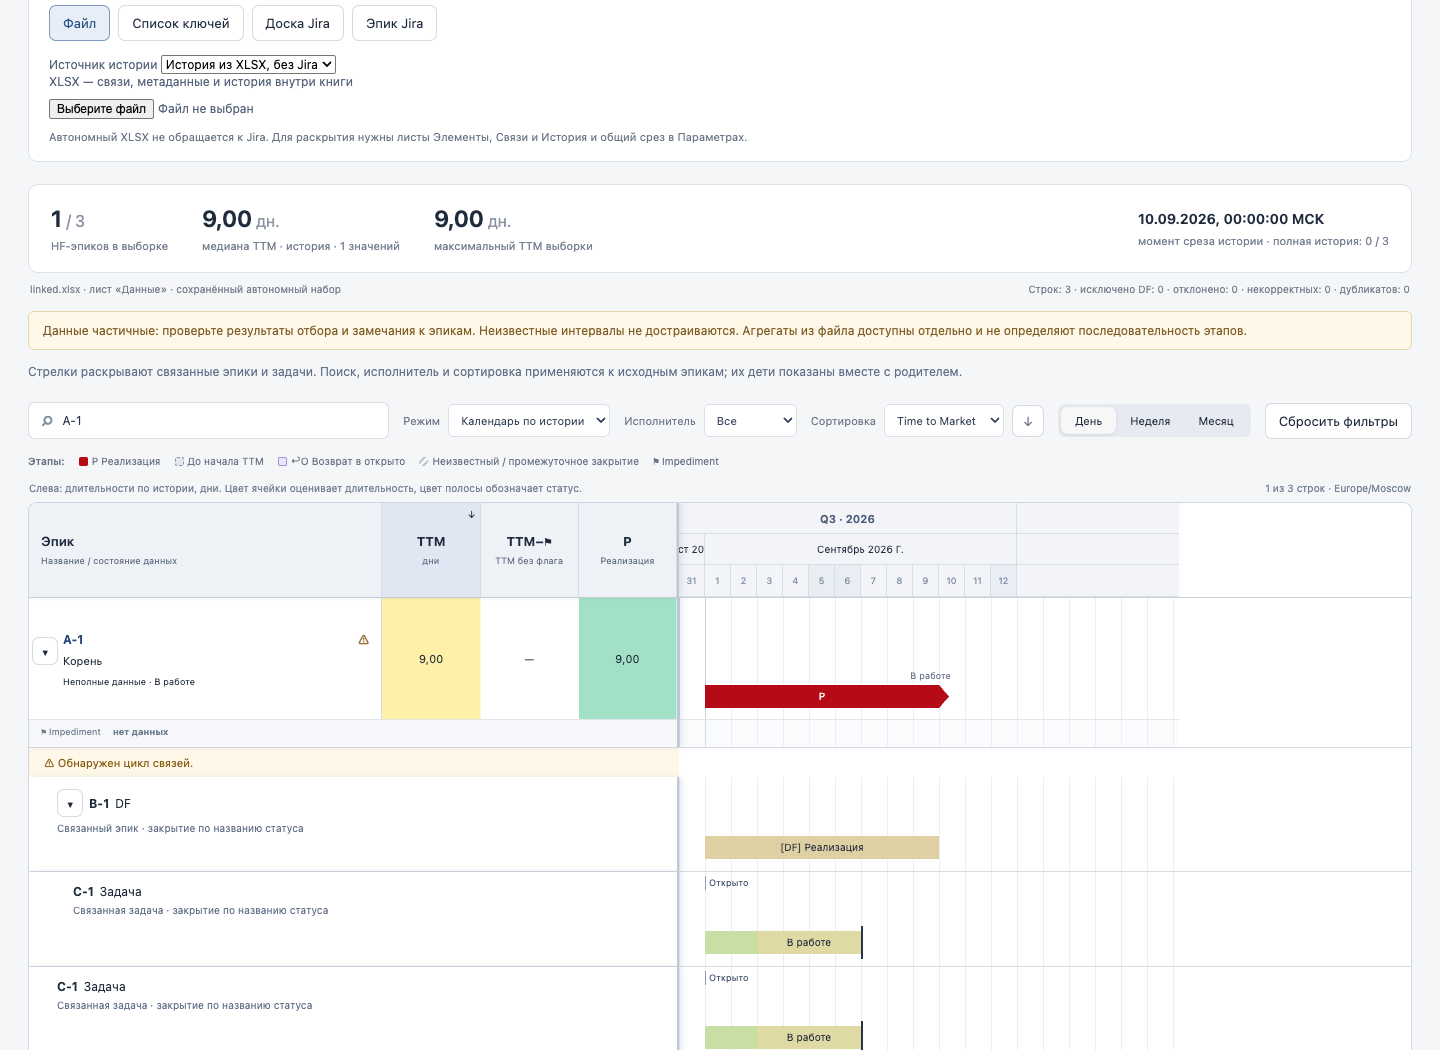 Файл
Список ключей
Доска Jira
Эпик Jira
Источник истории История из XLSX, без Jira
XLSX — связи, метаданные и история внутри книги
Выберите файл Файл не выбран
Автономный XLSX не обращается к Jira. Для раскрытия нужны листы Элементы, Связи и История и общий срез в Параметрах.
1 / 3
HF-эпиков в выборке
9,00 дн.
медиана TTM · история · 1 значений
9,00 дн.
максимальный TTM выборки
10.09.2026, 00:00:00 МСК
момент среза истории · полная история: 0 / 3
linked.xlsx · лист «Данные» · сохранённый автономный набор
Строк: 3 · исключено DF: 0 · отклонено: 0 · некорректных: 0 · дубликатов: 0
Данные частичные: проверьте результаты отбора и замечания к эпикам. Неизвестные интервалы не достраиваются. Агрегаты из файла доступны отдельно и не определяют последовательность этапов.
Стрелки раскрывают связанные эпики и задачи. Поиск, исполнитель и сортировка применяются к исходным эпикам; их дети показаны вместе с родителем.
A-1
Режим Календарь по истории
Исполнитель Все
Сортировка Time to Market
↓
День Неделя Месяц
Сбросить фильтры
Этапы: Р Реализация До начала TTM ↩О Возврат в открыто Неизвестный / промежуточное закрытие ⚑ Impediment
Слева: длительности по истории, дни. Цвет ячейки оценивает длительность, цвет полосы обозначает статус.
1 из 3 строк · Europe/Moscow
Эпик
Название / состояние данных
↓
TTM
дни
TTM−⚑
TTM без флага
Р
Реализация
Q3 · 2026
ст 20 Сентябрь 2026 Г.
31 1 2 3 4 5 6 7 8 9 10 11 12
A-1
Корень
Неполные данные · В работе
9,00
—
9,00
В работе
Р
⚑ Impediment нет данных
⚠ Обнаружен цикл связей.
B-1 DF
Связанный эпик · закрытие по названию статуса
[DF] Реализация
C-1 Задача
Связанная задача · закрытие по названию статуса
Открыто
В работе
C-1 Задача
Связанная задача · закрытие по названию статуса
Открыто
В работе